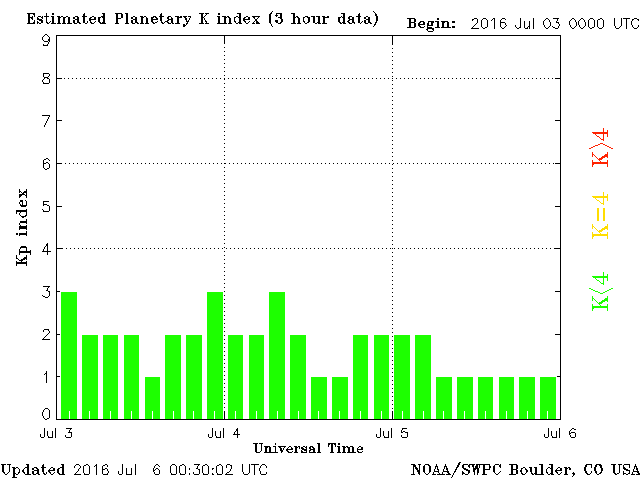 Estimated Planetary K index (3 hour data) Begin: 2016 Jul 03 0000 UTC
9
8
7
6
5
4
3
2
1
0
Kp index
K>4
K=4
K<4
Jul 3 Jul 4 Jul 5 Jul 6
Universal Time
Updated 2016 Jul 6 00:30:02 UTC NOAA/SWPC Boulder, CO USA